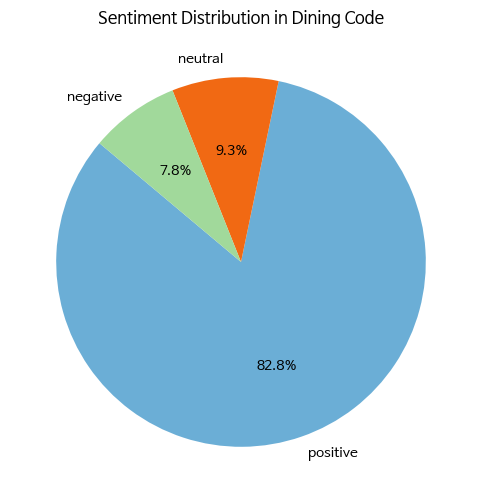 Sentiment Distribution in Dining Code
neutral
negative
9.3%
7.8%
82.8%
positive